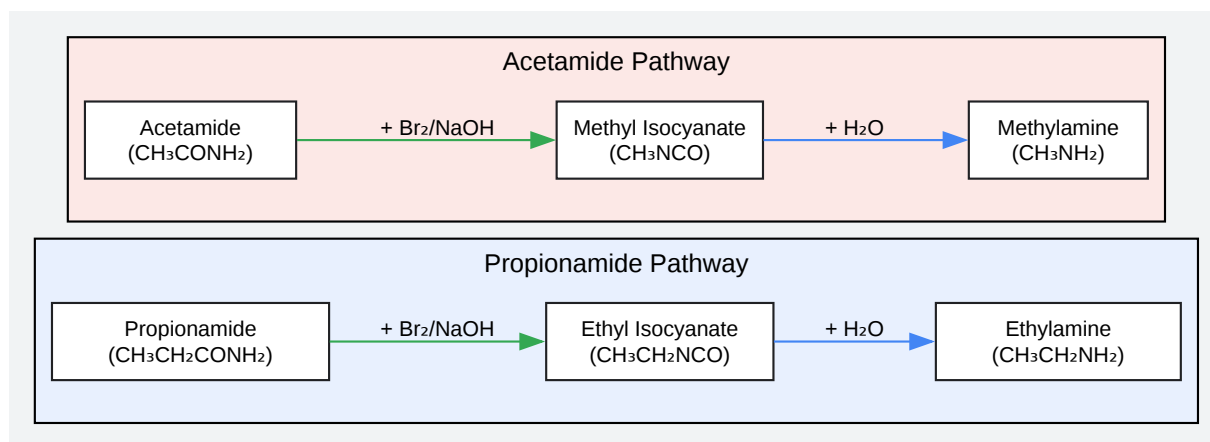 Acetamide Pathway
Acetamide
(CH₃CONH₂)
+ Br₂/NaOH
Methyl Isocyanate
(CH₃NCO)
+ H₂O
Methylamine
(CH₃NH₂)
Propionamide Pathway
Propionamide
(CH₃CH₂CONH₂)
+ Br₂/NaOH
Ethyl Isocyanate
(CH₃CH₂NCO)
+ H₂O
Ethylamine
(CH₃CH₂NH₂)